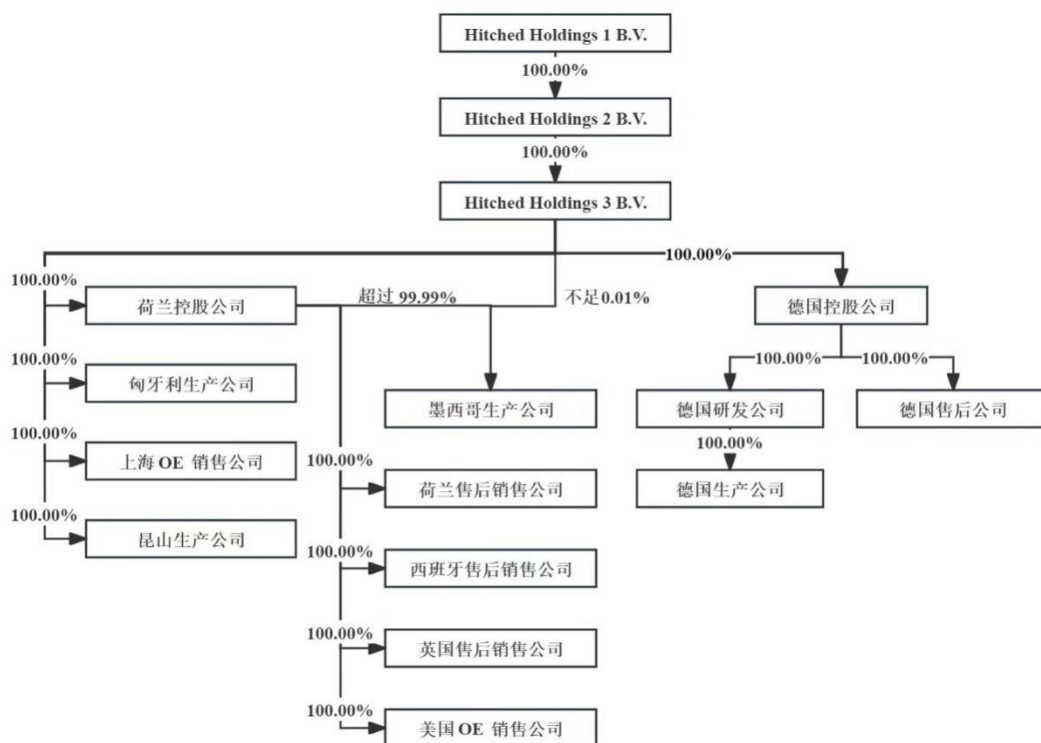 Hitched Holdings 1 B.V.
100.00%
Hitched Holdings 2 B.V.
100.00%
Hitched Holdings 3 B.V.
100.00%
100.00%
荷兰控股公司
超过 99.99%
不足0.01%
德国控股公司
100.00%
匈牙利生产公司
100.00%
100.00%
墨西哥生产公司
德国研发公司
德国售后公司
100.00%
上海 OE 销售公司
100.00%
100.00%
荷兰售后销售公司
德国生产公司
100.00%
昆山生产公司
100.00%
西班牙售后销售公司
100.00%
英国售后销售公司
100.00%
美国 OE 销售公司